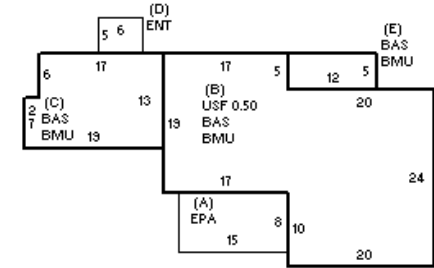 (D)
ENT
5 6
(E)
BAS
BMU
17
17
5
12
5
6
20
(C)
BAS
BMU
2
7
13
(B)
USF 0.50
BAS
BMU
19
19
24
17
(A)
EPA
8
10
15
20